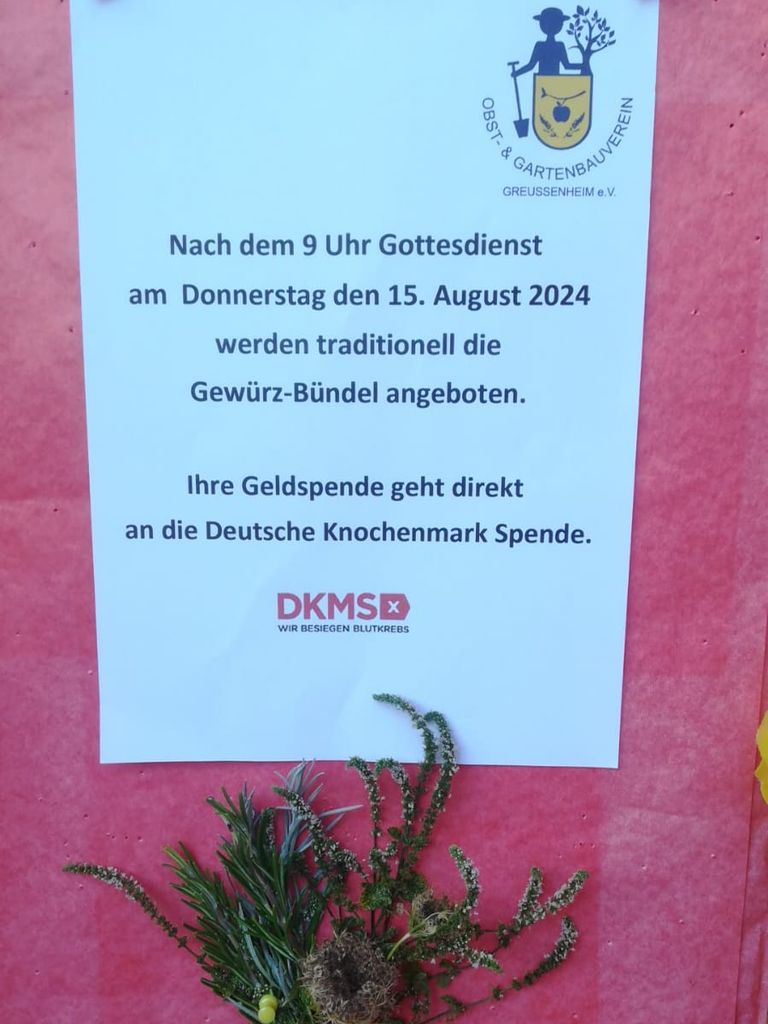 OBST- & GARTENBAUVEREIN
GREUSSENHEIM e.V.
Nach dem 9 Uhr Gottesdienst
am Donnerstag den 15. August 2024
werden traditionell die
Gewürz-Bündel angeboten.
Ihre Geldspende geht direkt
an die Deutsche Knochenmark Spende.
DKMS X
WIR BESIEGEN BLUTKREBS